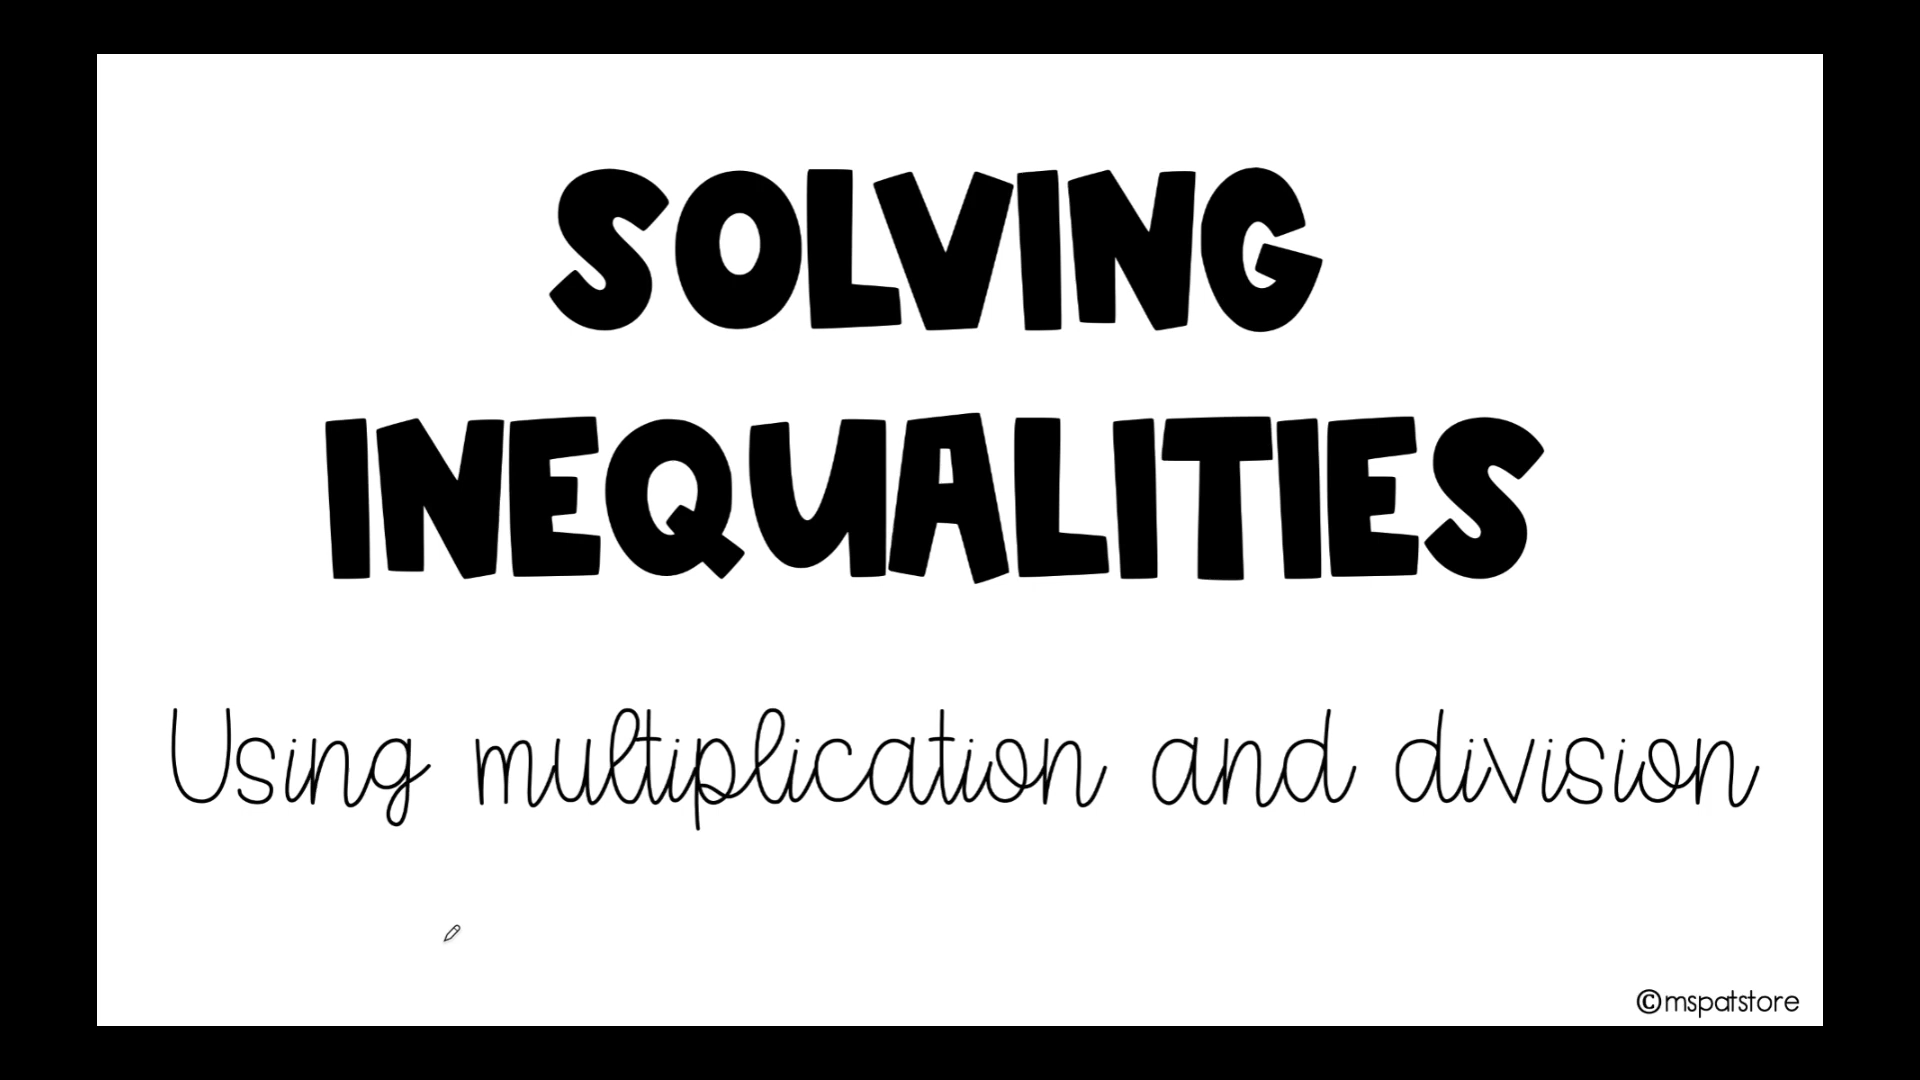 SOLVING
INEQUALITIES
Using multiplication and division
©mspatstore